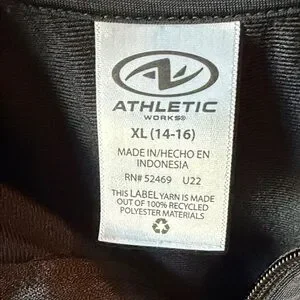 ATHLETIC
WORKS®
XL (14-16)
MADE IN/HECHO EN
INDONESIA
RN# 52469 U22
THIS LABEL YARN IS MADE
OUT OF 100% RECYCLED
POLYESTER MATERIALS